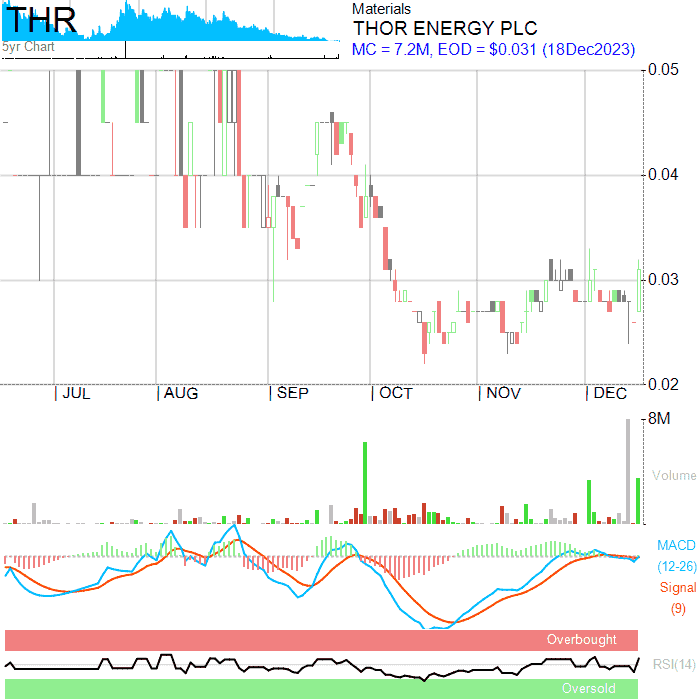 THR
5yr Chart
Materials
THOR ENERGY PLC
MC = 7.2M, EOD = $0.031 (18Dec2023)
0.05
0.04
0.03
0.02
JUL
AUG
SEP
OCT
NOV
DEC
8M
Volume
MACD
(12-26)
Signal
(9)
Overbought
RSI(14)
Oversold